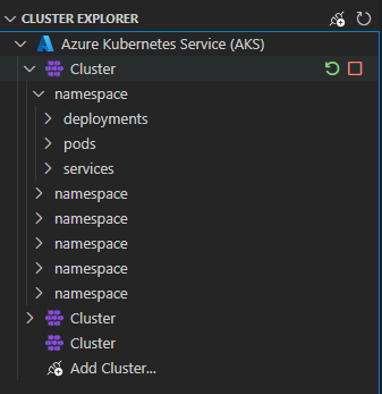 CLUSTER EXPLORER
Azure Kubernetes Service (AKS)
Cluster
namespace
deployments
pods
services
namespace
namespace
namespace
namespace
namespace
Cluster
Cluster
Add Cluster...